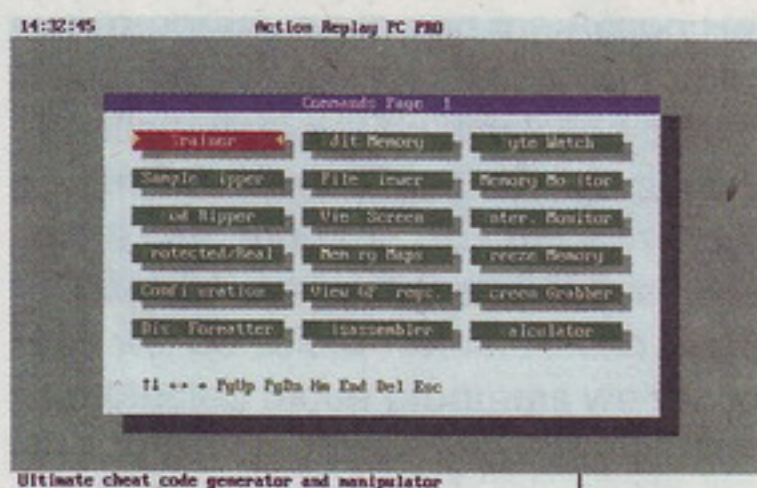 14:32:45 Action Replay PC PRO
Commands Page 1
Trainer dit Memory yte Watch
Sample ipper File iewer Memory Mo itor
od Ripper Vie Screen nter. Monitor
rotected/Real Mem ry Maps reeze Memory
Confi uration View GF regs. creen Grabber
Dis Formatter isassembler alculator
↑↓ ↔ PgUp PgDn Hm End Del Esc
Ultimate cheat code generator and manipulator